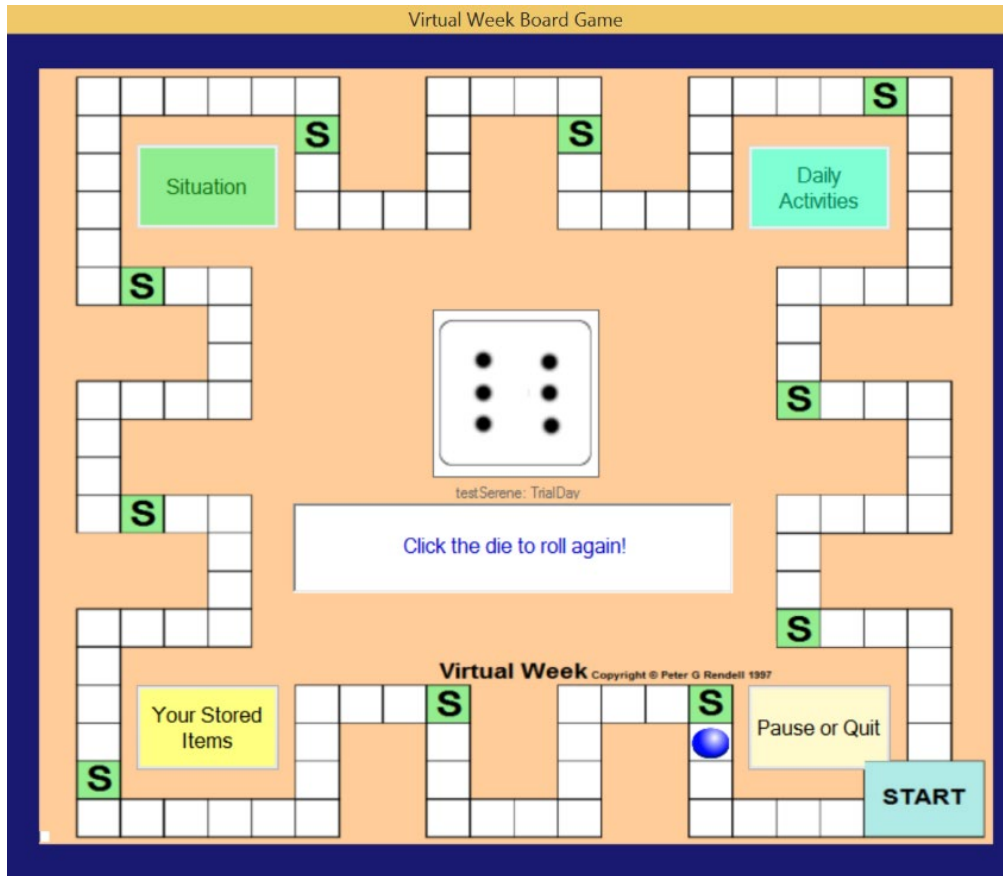 Virtual Week Board Game
S
S
S
Situation
Daily
Activities
S
S
S
testSerene: TrialDay
Click the die to roll again!
S
Virtual Week Copyright © Peter G Rendell 1997
S
S
Your Stored
Items
Pause or Quit
S
START